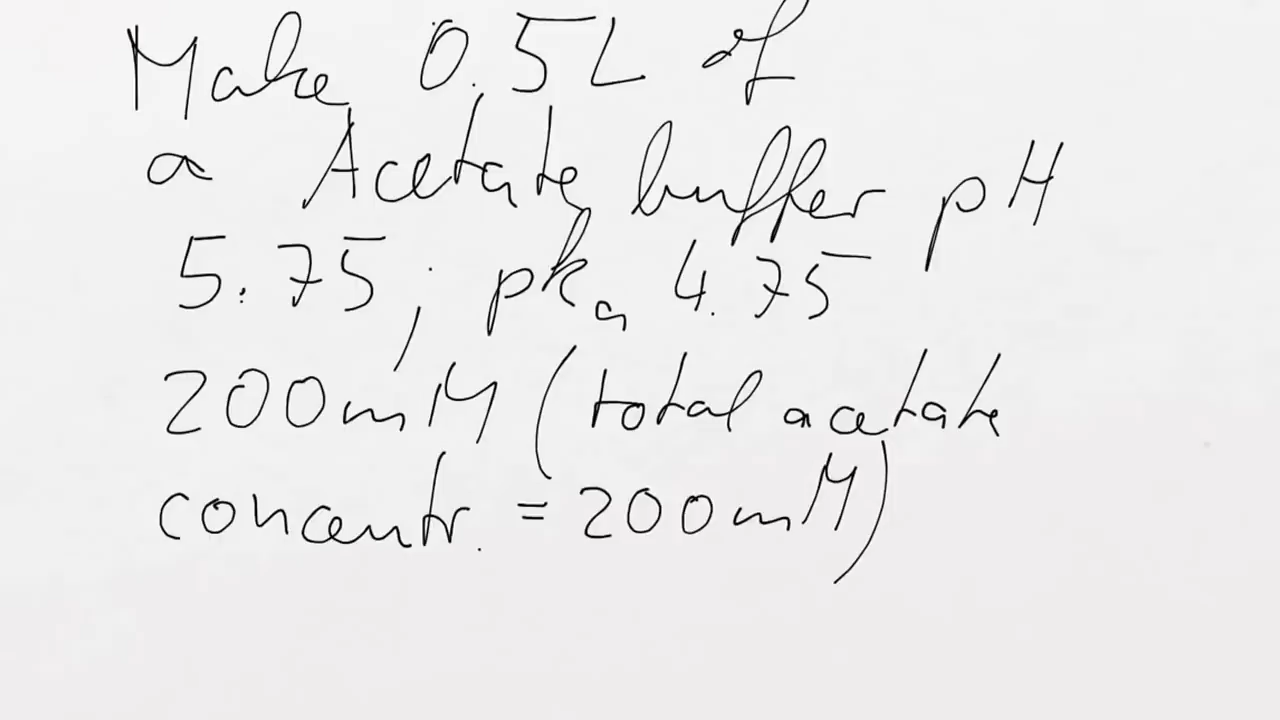 Make 0.5L of
a Acetate buffer pH
5.75; pka 4.75
200mM (total acetate
concentr. = 200mM)